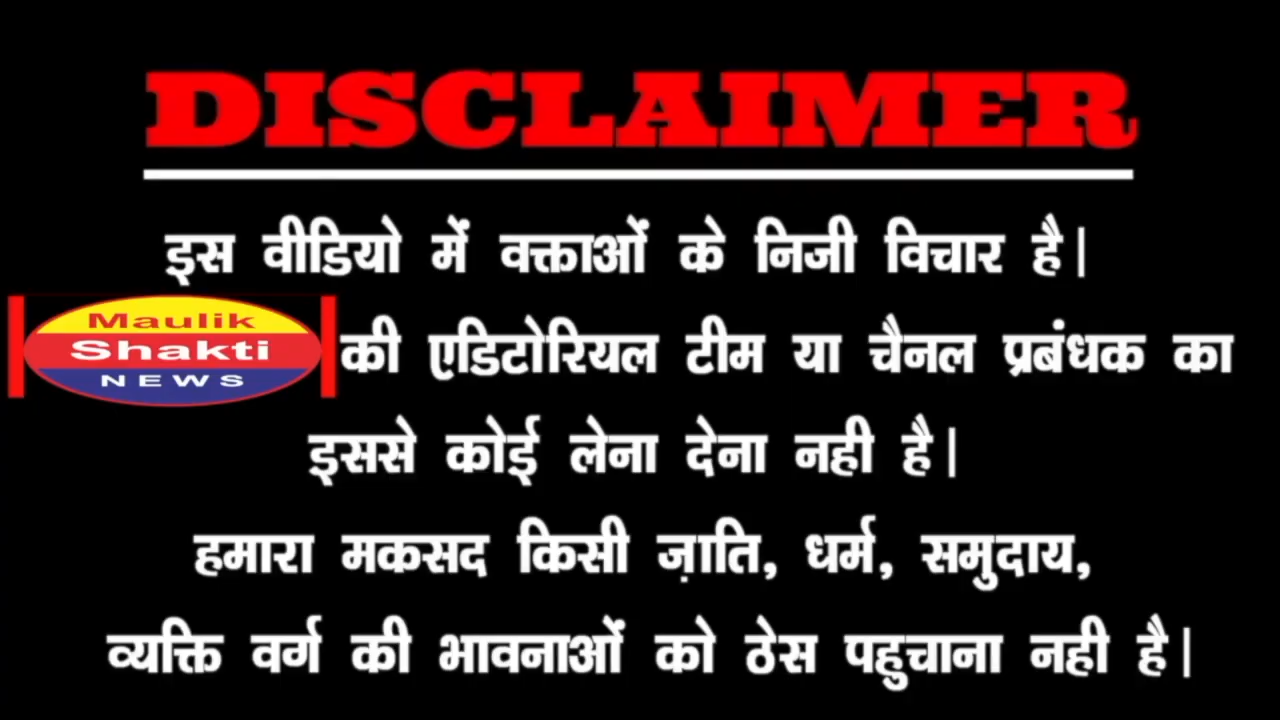 DISCLAIMER
इस वीडियो में वक्ताओं के निजी विचार है|
Maulik
Shakti
NEWS
की एडिटोरियल टीम या चैनल प्रबंधक का
इससे कोई लेना देना नही है|
हमारा मकसद किसी ज़ाति, धर्म, समुदाय,
व्यक्ति वर्ग की भावनाओं को ठेस पहुचाना नही है|